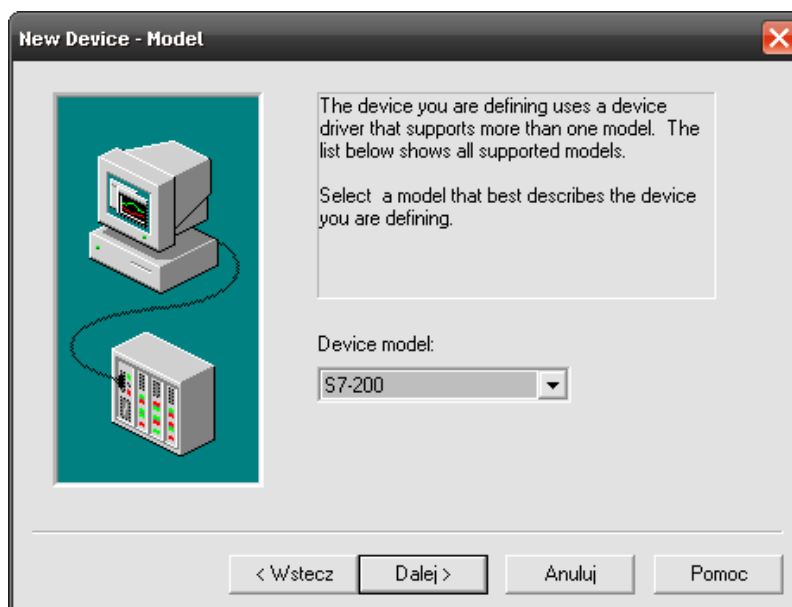 New Device - Model
The device you are defining uses a device
driver that supports more than one model. The
list below shows all supported models.
Select a model that best describes the device
you are defining.
Device model:
S7-200
< Wstecz
Dalej >
Anuluj
Pomoc